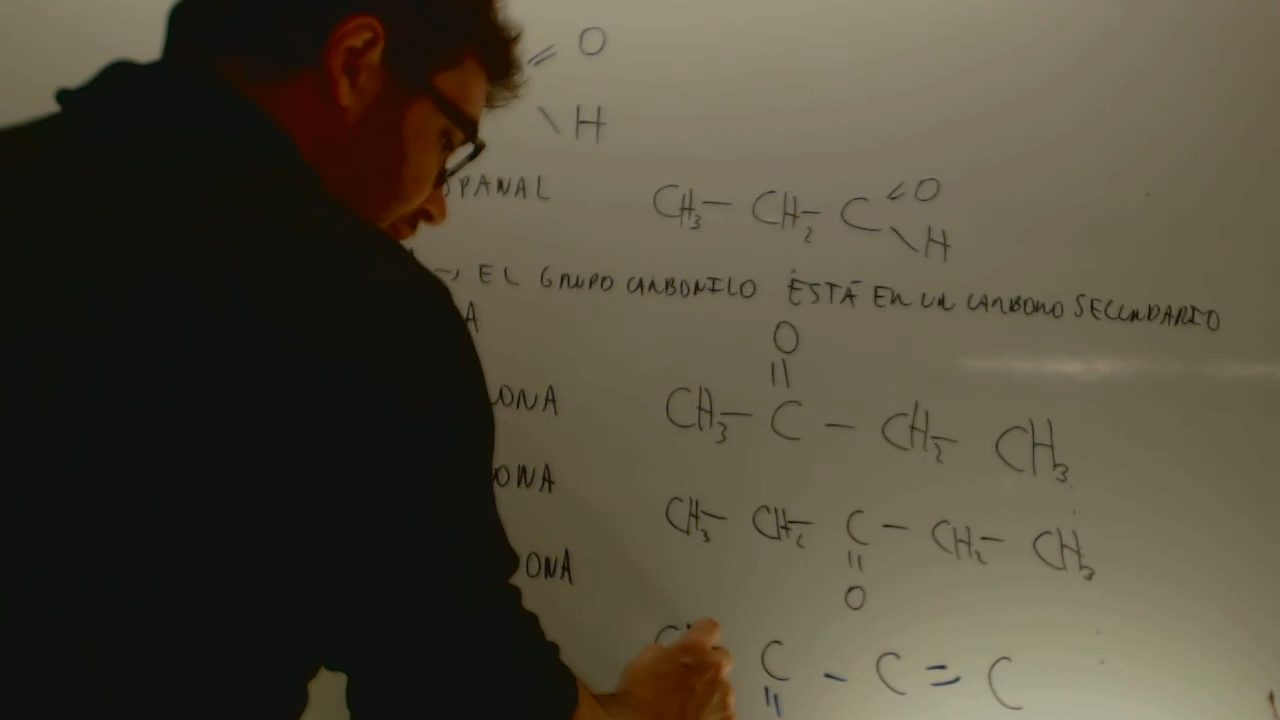 =O
\H
PANAL
CH₃— CH₂— C =O
\H
→ EL GRUPO CARBONILO ESTÁ EN UN CARBONO SECUNDARIO
A
O
||
ONA CH₃— C — CH₂— CH₃
ONA CH₃— CH₂ C — CH₂— CH₃
||
O
ONA
C — C = C
||